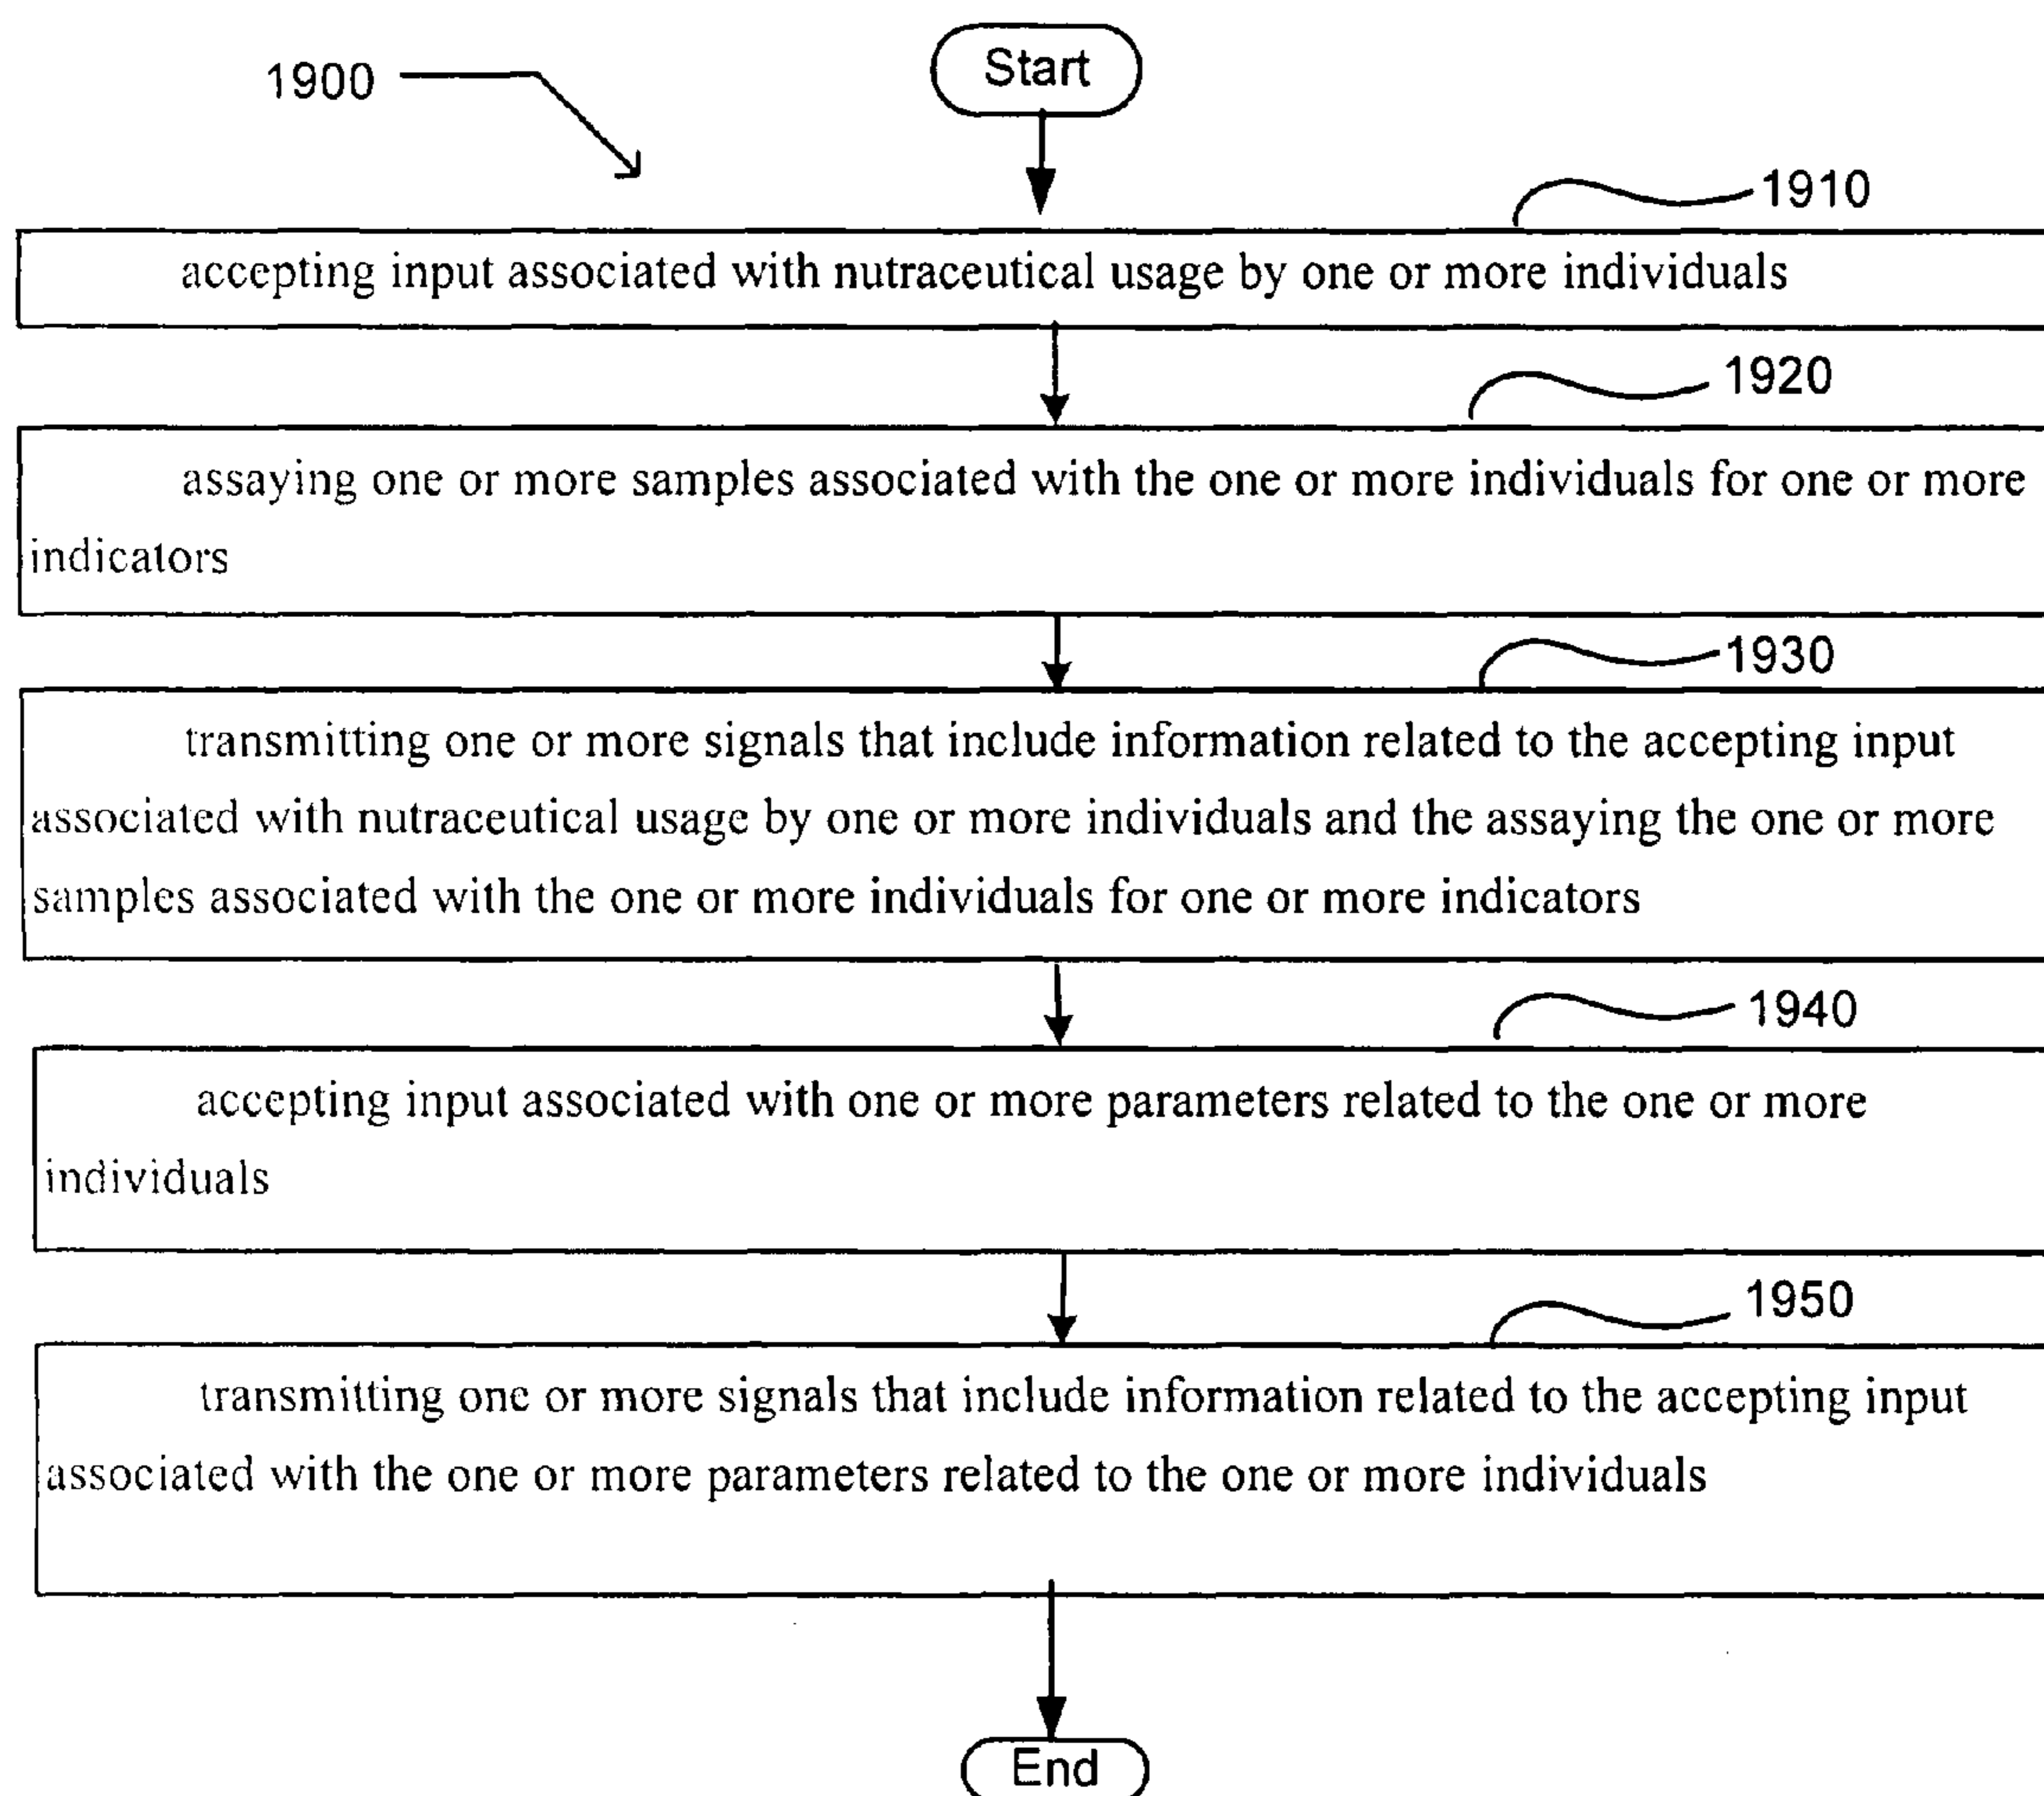 Start
1900
1910
accepting input associated with nutraceutical usage by one or more individuals
1920
assaying one or more samples associated with the one or more individuals for one or more
indicators
1930
transmitting one or more signals that include information related to the accepting input
associated with nutraceutical usage by one or more individuals and the assaying the one or more
samples associated with the one or more individuals for one or more indicators
1940
accepting input associated with one or more parameters related to the one or more
individuals
1950
transmitting one or more signals that include information related to the accepting input
associated with the one or more parameters related to the one or more individuals
End